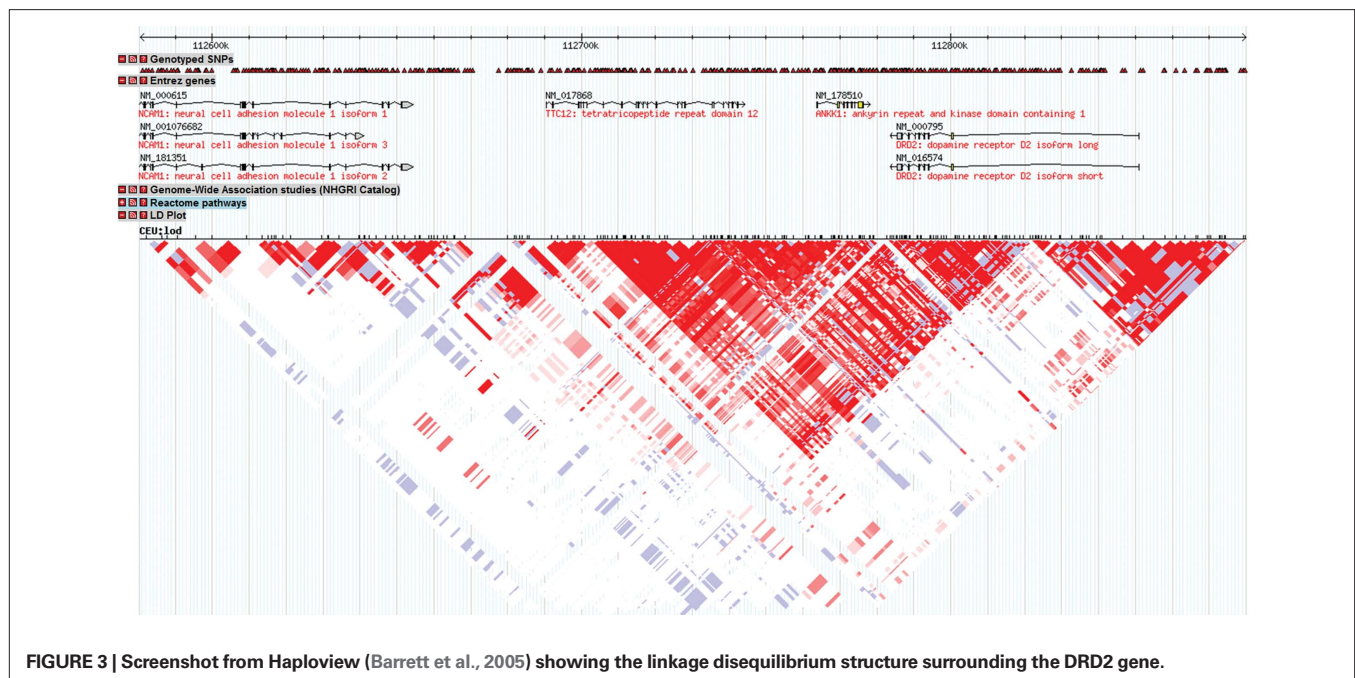 112600k 112700k 112800k
Genotyped SNPs
Entrez genes
NM_000615 NM_017868 NM_178510
NCAM1: neural cell adhesion molecule 1 isoform 1 TTC12: tetratricopeptide repeat domain 12 ANKK1: ankyrin repeat and kinase domain containing 1
NM_001076682 NM_000795
NCAM1: neural cell adhesion molecule 1 isoform 3 DRD2: dopamine receptor D2 isoform long
NM_181351 NM_016574
NCAM1: neural cell adhesion molecule 1 isoform 2 DRD2: dopamine receptor D2 isoform short
Genome-Wide Association studies (NHGRI Catalog)
Reactome pathways
LD Plot
CEU:lod
FIGURE 3 | Screenshot from Haploview (Barrett et al., 2005) showing the linkage disequilibrium structure surrounding the DRD2 gene.